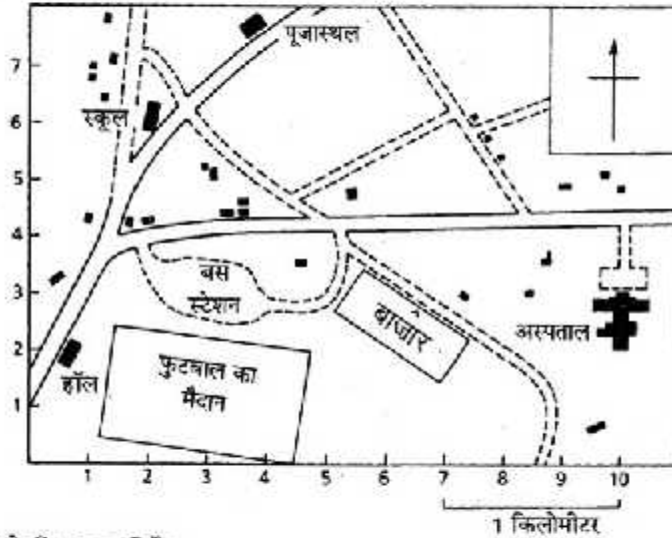 पूजास्थल
7
6
स्कूल
5
4
बस
स्टेशन
3
बाज़ार
अस्पताल
2
हॉल
फुटबाल का
मैदान
1
1 2 3 4 5 6 7 8 9 10
1 किलोमीटर